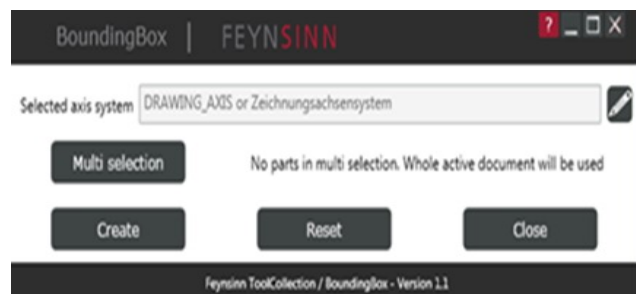 BoundingBox | FEYNSINN ? _ X
Selected axis system DRAWING_AXIS or Zeichnungsachsensystem
Multi selection No parts in multi selection. Whole active document will be used
Create Reset Close
Feynsinn ToolCollection / BoundingBox - Version 1.1